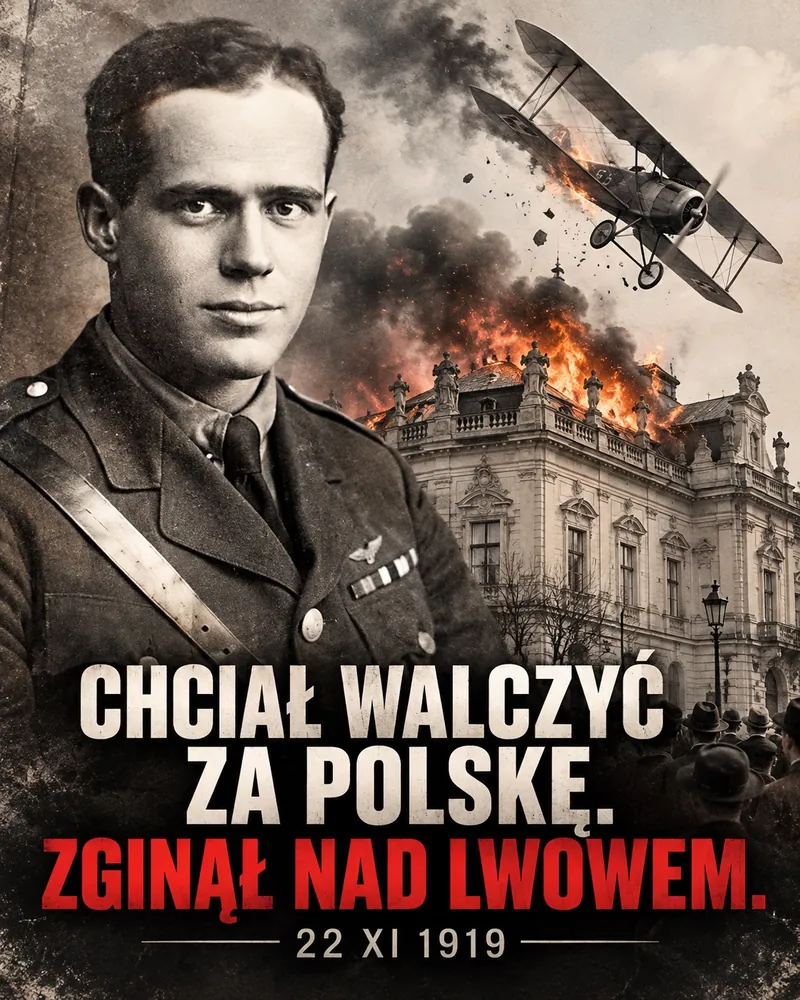 CHCIAŁ WALCZYĆ
ZA POLSKĘ.
ZGINĄŁ NAD LWOWEM.
22 XI 1919